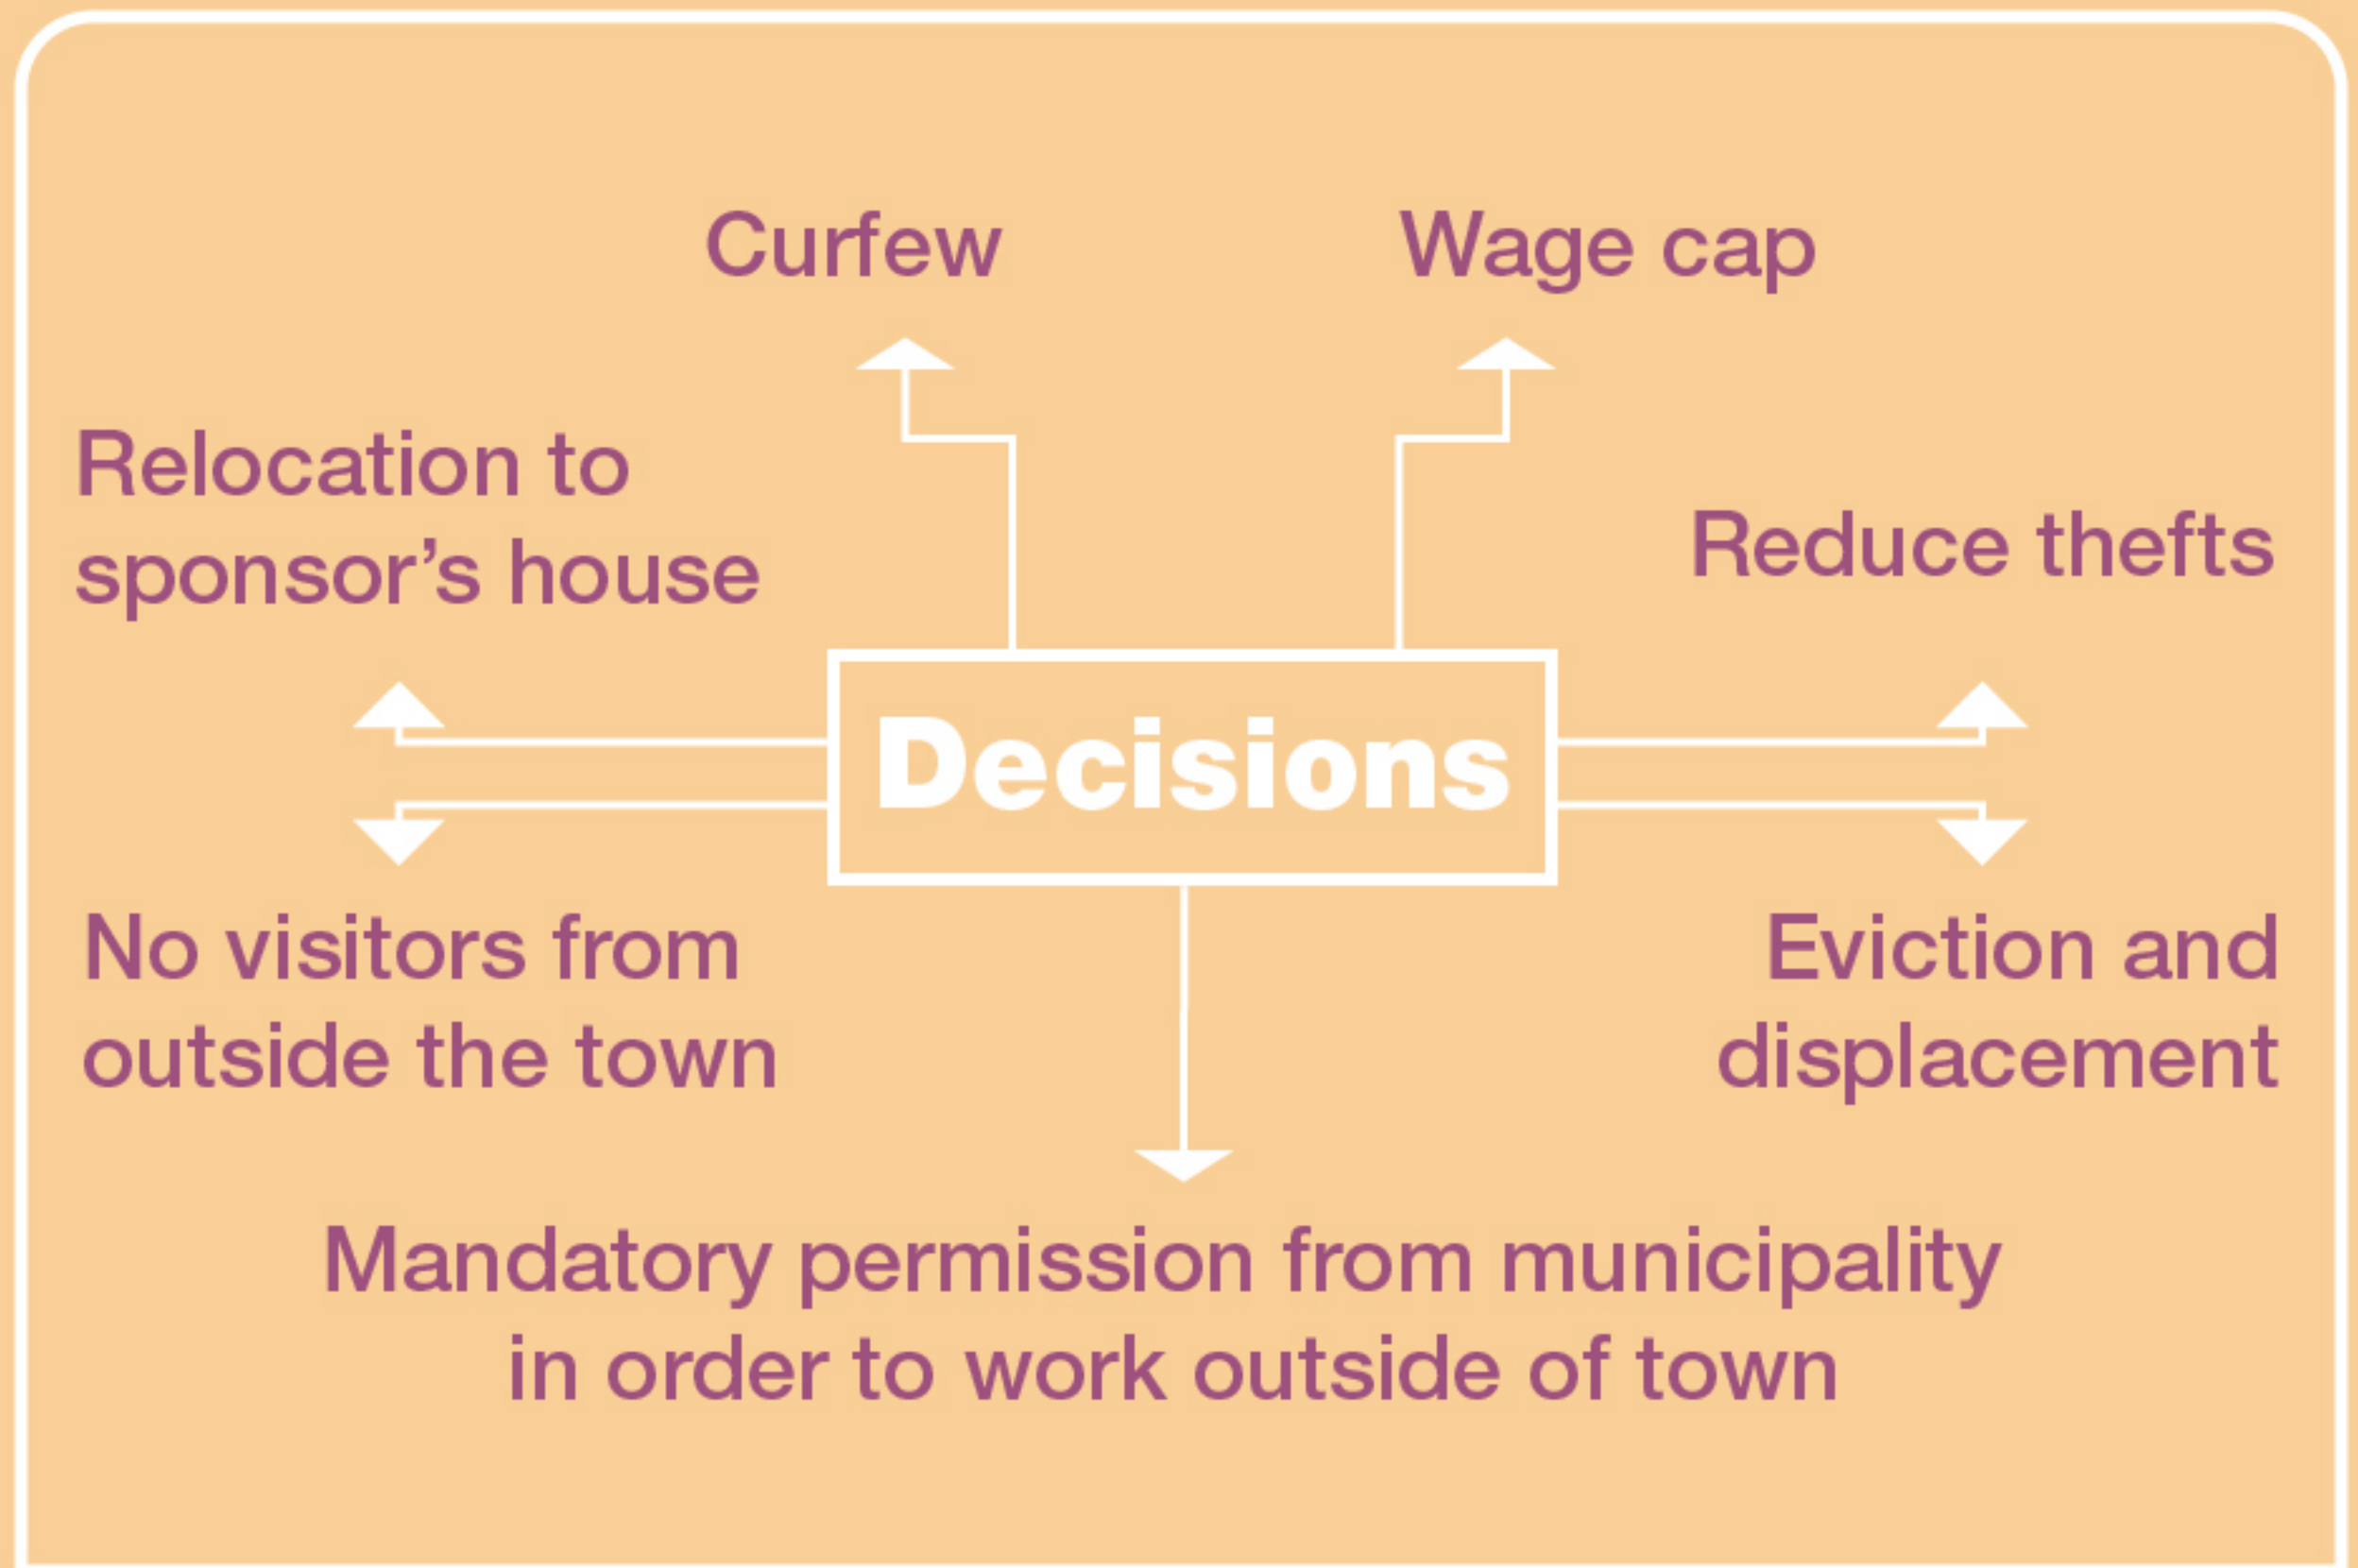 Curfew
Wage cap
Relocation to
sponsor’s house
Reduce thefts
Decisions
No visitors from
outside the town
Eviction and
displacement
Mandatory permission from municipality
in order to work outside of town